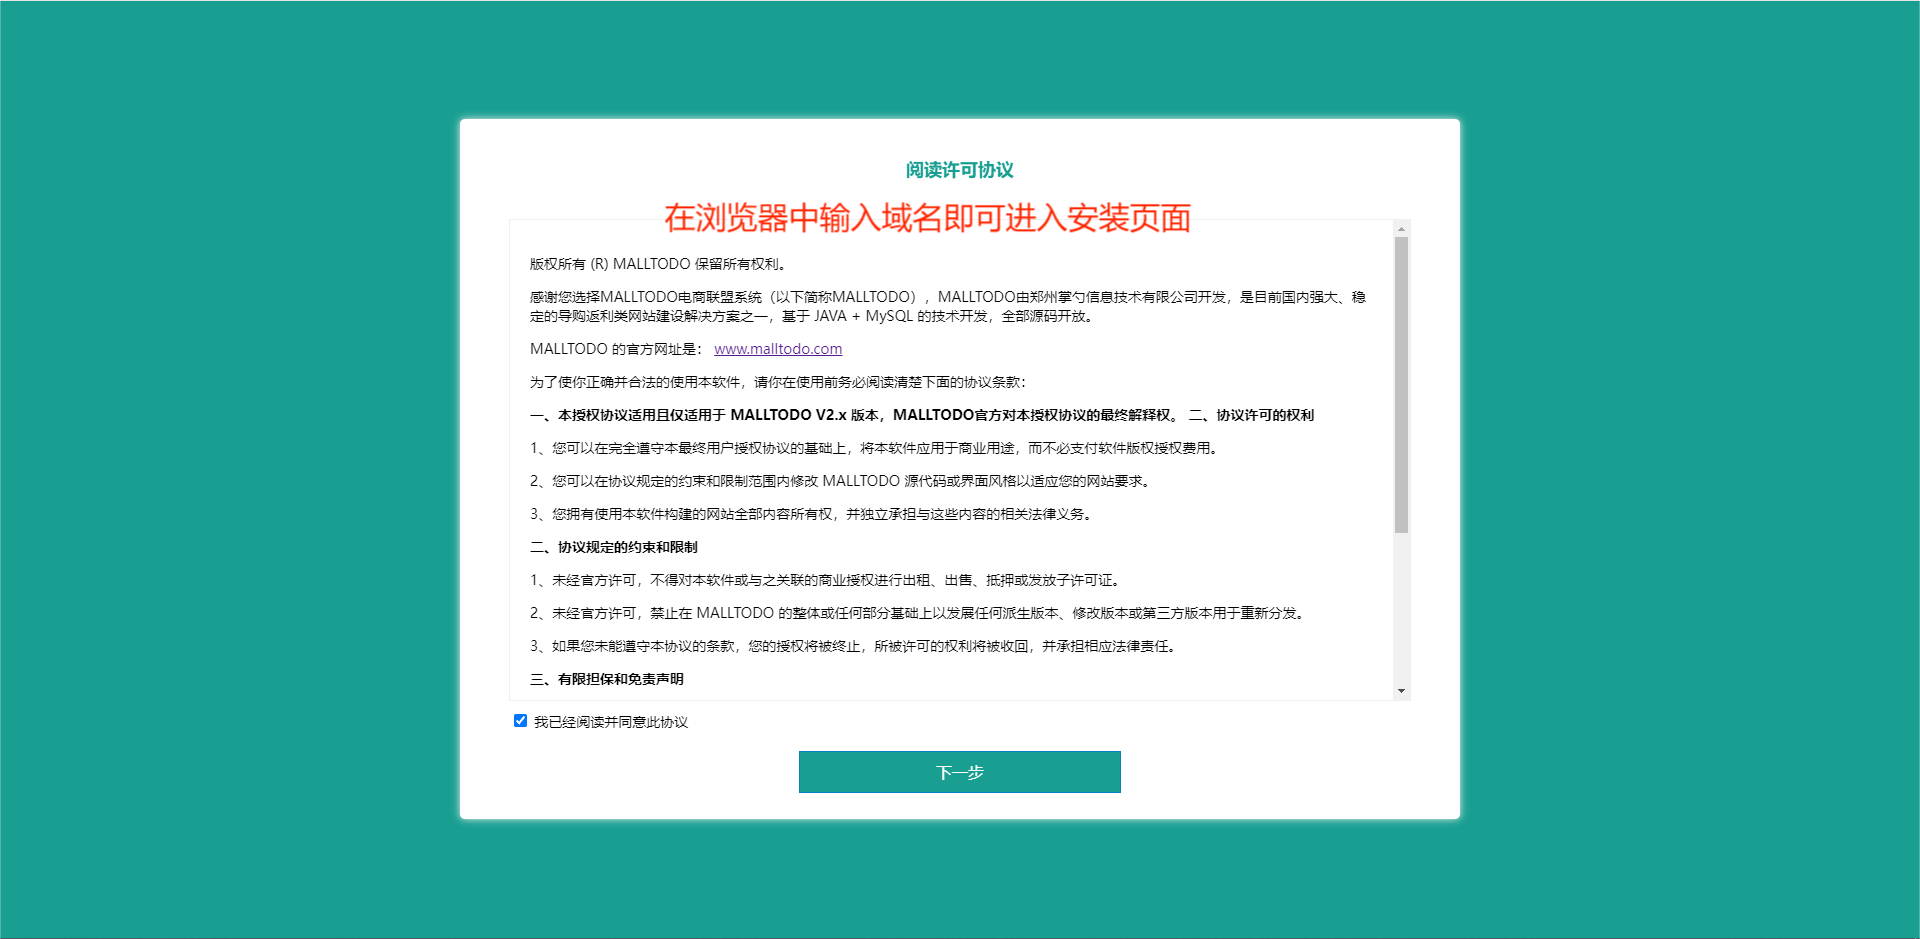 阅读许可协议
在浏览器中输入域名即可进入安装页面
版权所有 (R) MALLTODO 保留所有权利。
感谢您选择MALLTODO电商联盟系统（以下简称MALLTODO），MALLTODO由郑州掌勺信息技术有限公司开发，是目前国内强大、稳
定的导购返利类网站建设解决方案之一，基于 JAVA + MySQL 的技术开发，全部源码开放。
MALLTODO 的官方网址是： www.malltodo.com
为了使你正确并合法的使用本软件，请你在使用前务必阅读清楚下面的协议条款：
一、本授权协议适用且仅适用于 MALLTODO V2.x 版本，MALLTODO官方对本授权协议的最终解释权。 二、协议许可的权利
1、您可以在完全遵守本最终用户授权协议的基础上，将本软件应用于商业用途，而不必支付软件版权授权费用。
2、您可以在协议规定的约束和限制范围内修改 MALLTODO 源代码或界面风格以适应您的网站要求。
3、您拥有使用本软件构建的网站全部内容所有权，并独立承担与这些内容的相关法律义务。
二、协议规定的约束和限制
1、未经官方许可，不得对本软件或与之关联的商业授权进行出租、出售、抵押或发放子许可证。
2、未经官方许可，禁止在 MALLTODO 的整体或任何部分基础上以发展任何派生版本、修改版本或第三方版本用于重新分发。
3、如果您未能遵守本协议的条款，您的授权将被终止，所被许可的权利将被收回，并承担相应法律责任。
三、有限担保和免责声明
我已经阅读并同意此协议
下一步